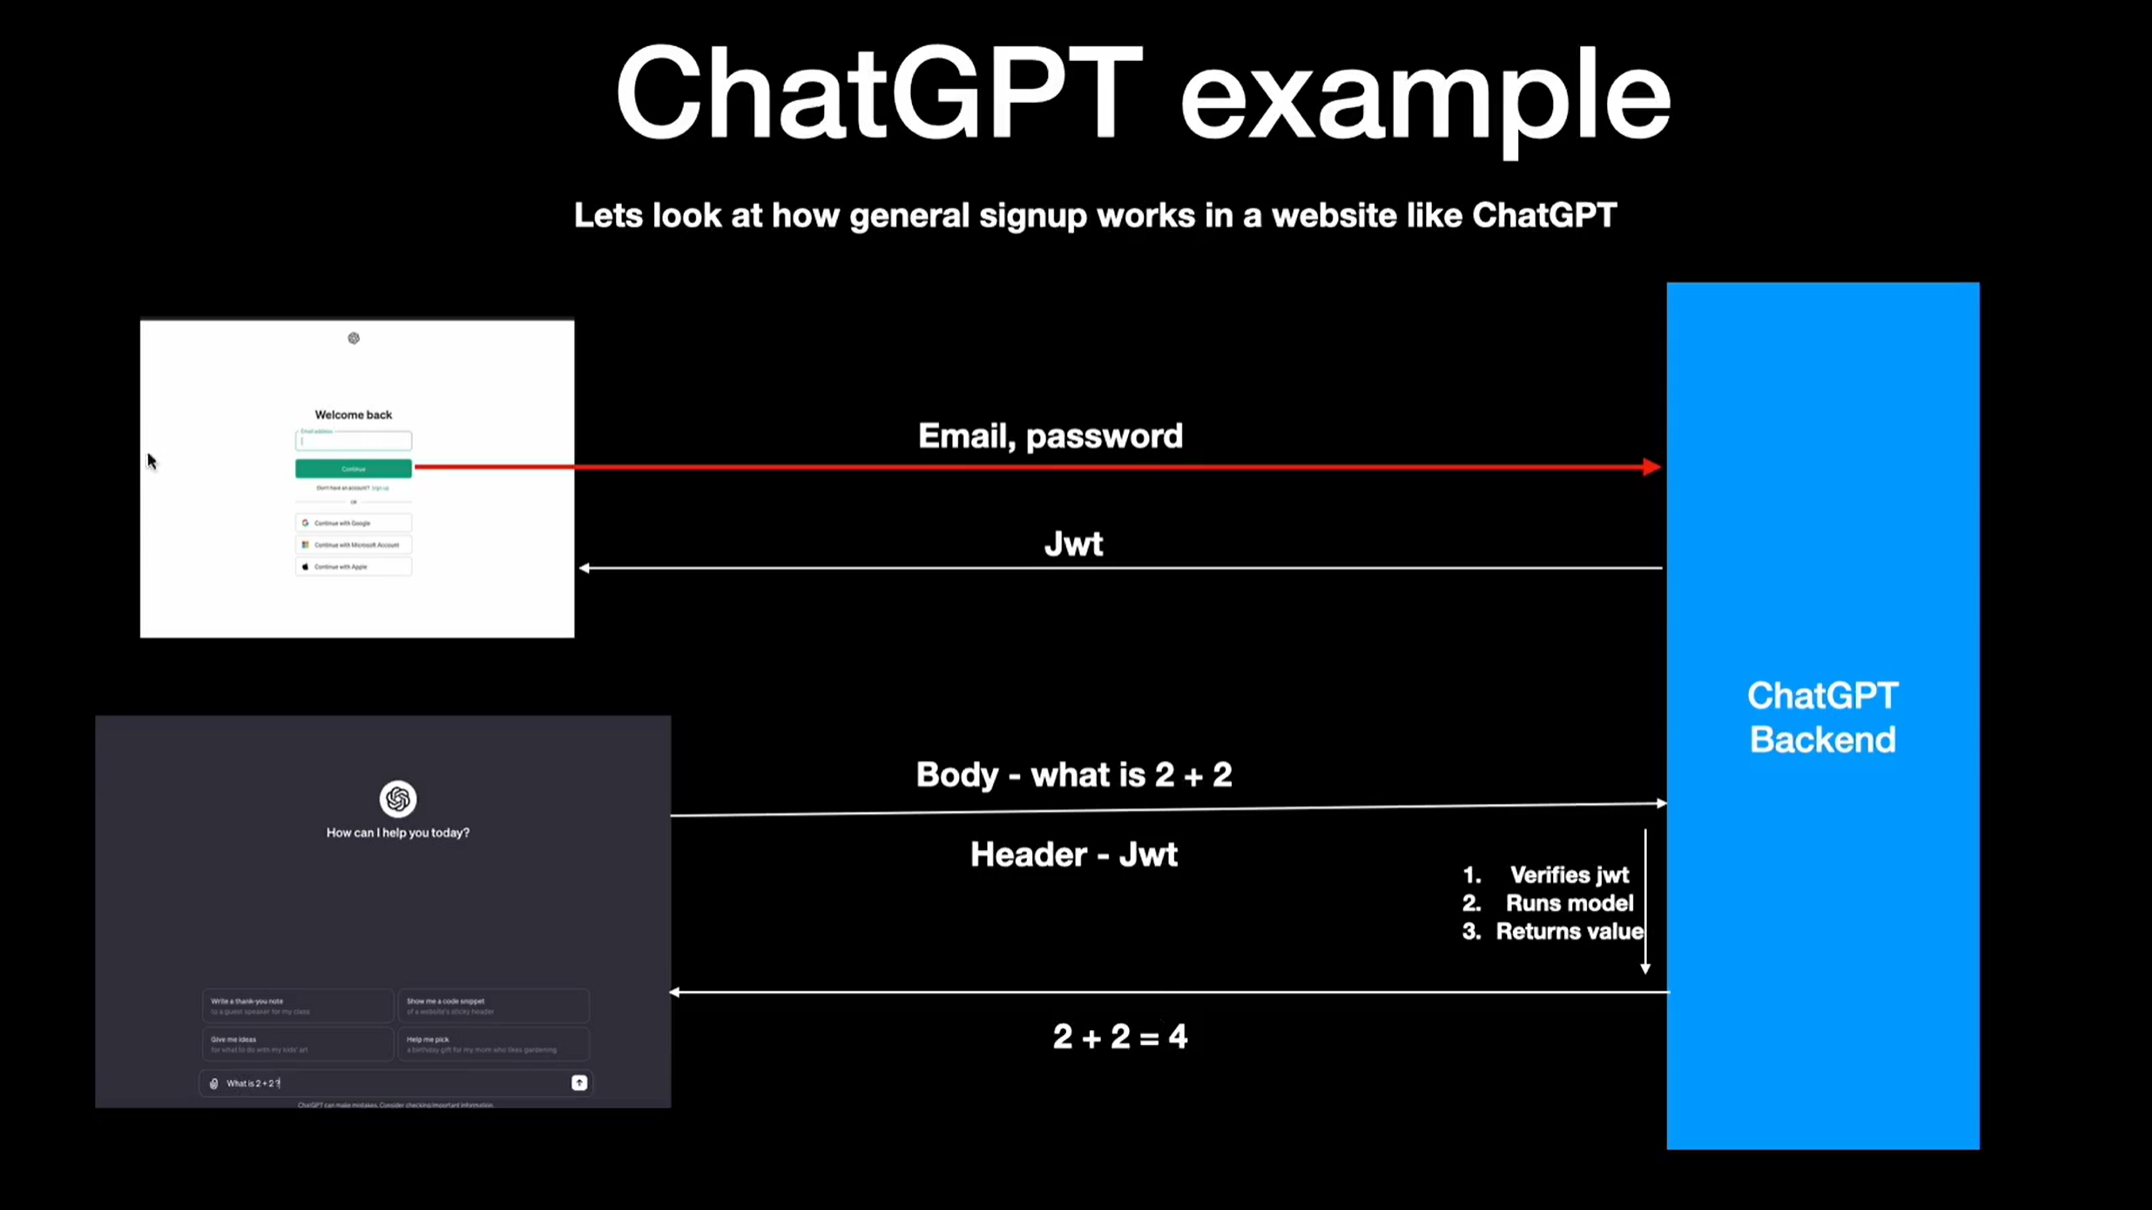 ChatGPT example
Lets look at how general signup works in a website like ChatGPT
Welcome back
Email address
Continue
Don't have an account? Sign up
OR
Continue with Google
Continue with Microsoft Account
Continue with Apple
Email, password
Jwt
ChatGPT
Backend
How can I help you today?
Write a thank-you note
to a guest speaker for my class
Show me a code snippet
of a website's sticky header
Give me ideas
for what to do with my kids' art
Help me pick
a birthday gift for my mom who likes gardening
What is 2 + 2 ?
ChatGPT can make mistakes. Consider checking important information.
Body - what is 2 + 2
Header - Jwt
1. Verifies jwt
2. Runs model
3. Returns value
2 + 2 = 4